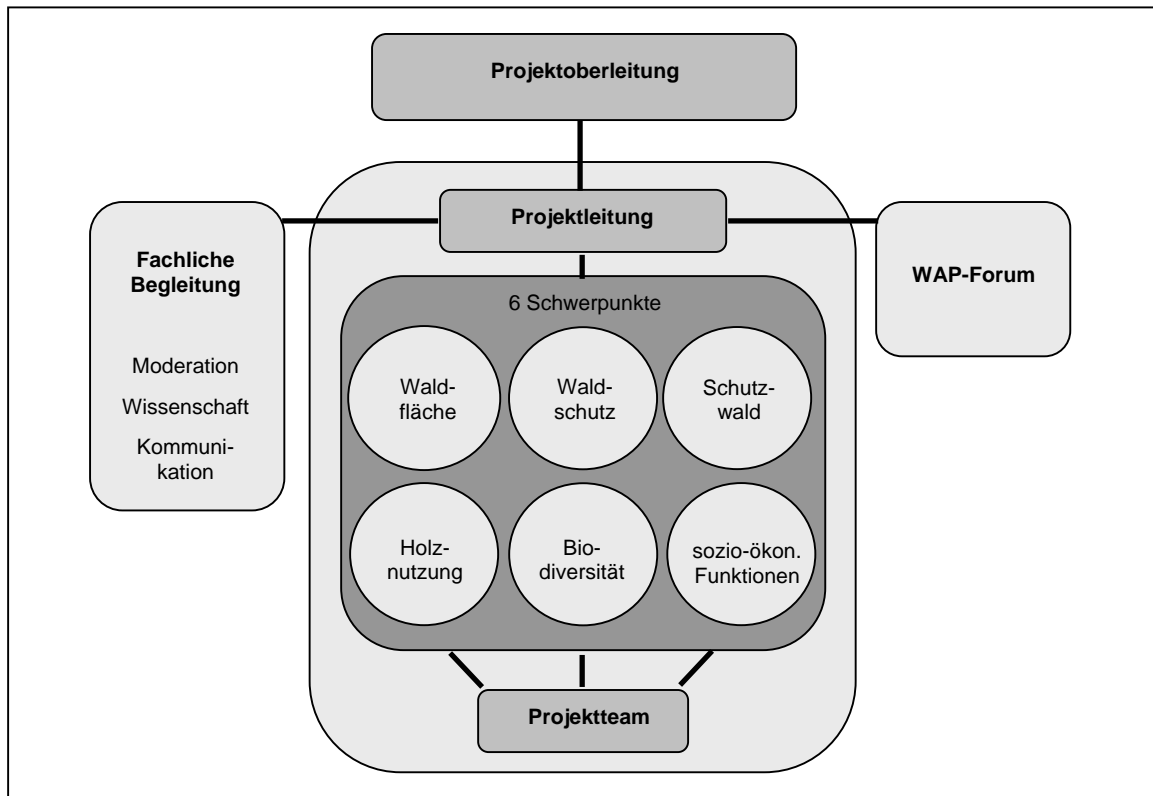 Projektoberleitung
Projektleitung
Fachliche
Begleitung
Moderation
Wissenschaft
Kommuni-
kation
WAP-Forum
6 Schwerpunkte
Wald-
fläche
Wald-
schutz
Schutz-
wald
Holz-
nutzung
Bio-
diversität
sozio-ökon.
Funktionen
Projektteam